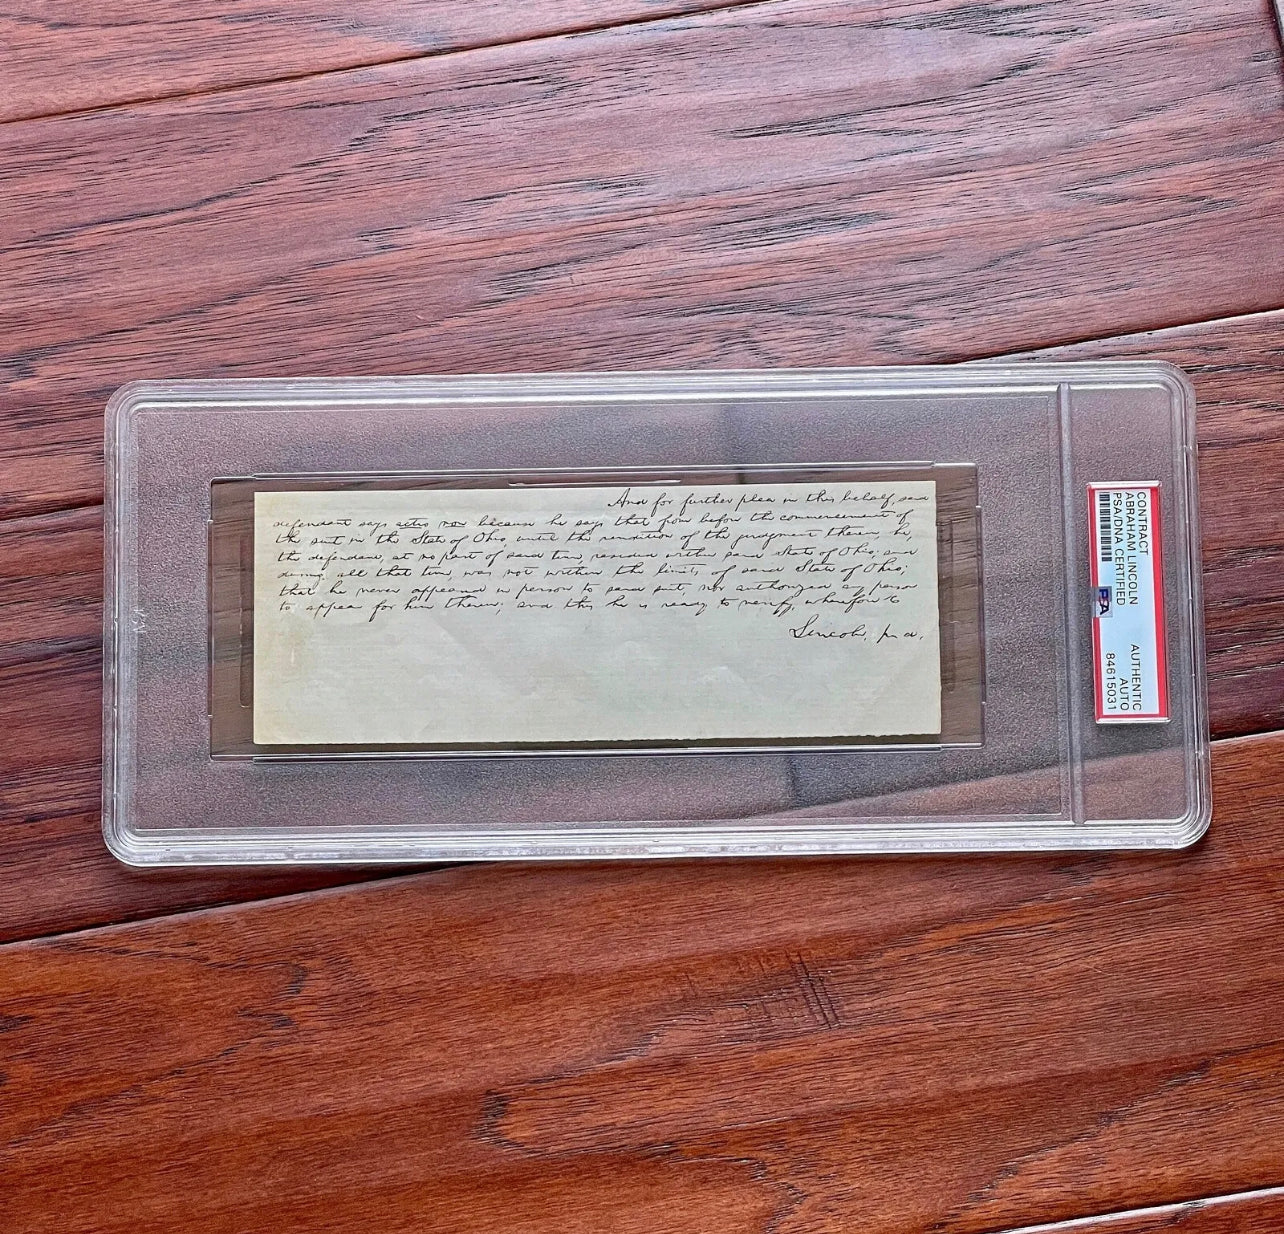 And for further plea in this behalf, said
defendant says actio non because he says that from before the commencement of
the suit in the State of Ohio until the rendition of the judgment therein, he
the defendant, at no part of said time, resided within said State of Ohio; and
during all that time, was not within the limits of said State of Ohio;
that he never appeared in person to said suit, nor authorized any person
to appear for him therein; and this he is ready to verify, wherefore &c
Lincoln, p.d.
CONTRACT
ABRAHAM LINCOLN AUTHENTIC
PSA/DNA CERTIFIED AUTO
84615031
PSA